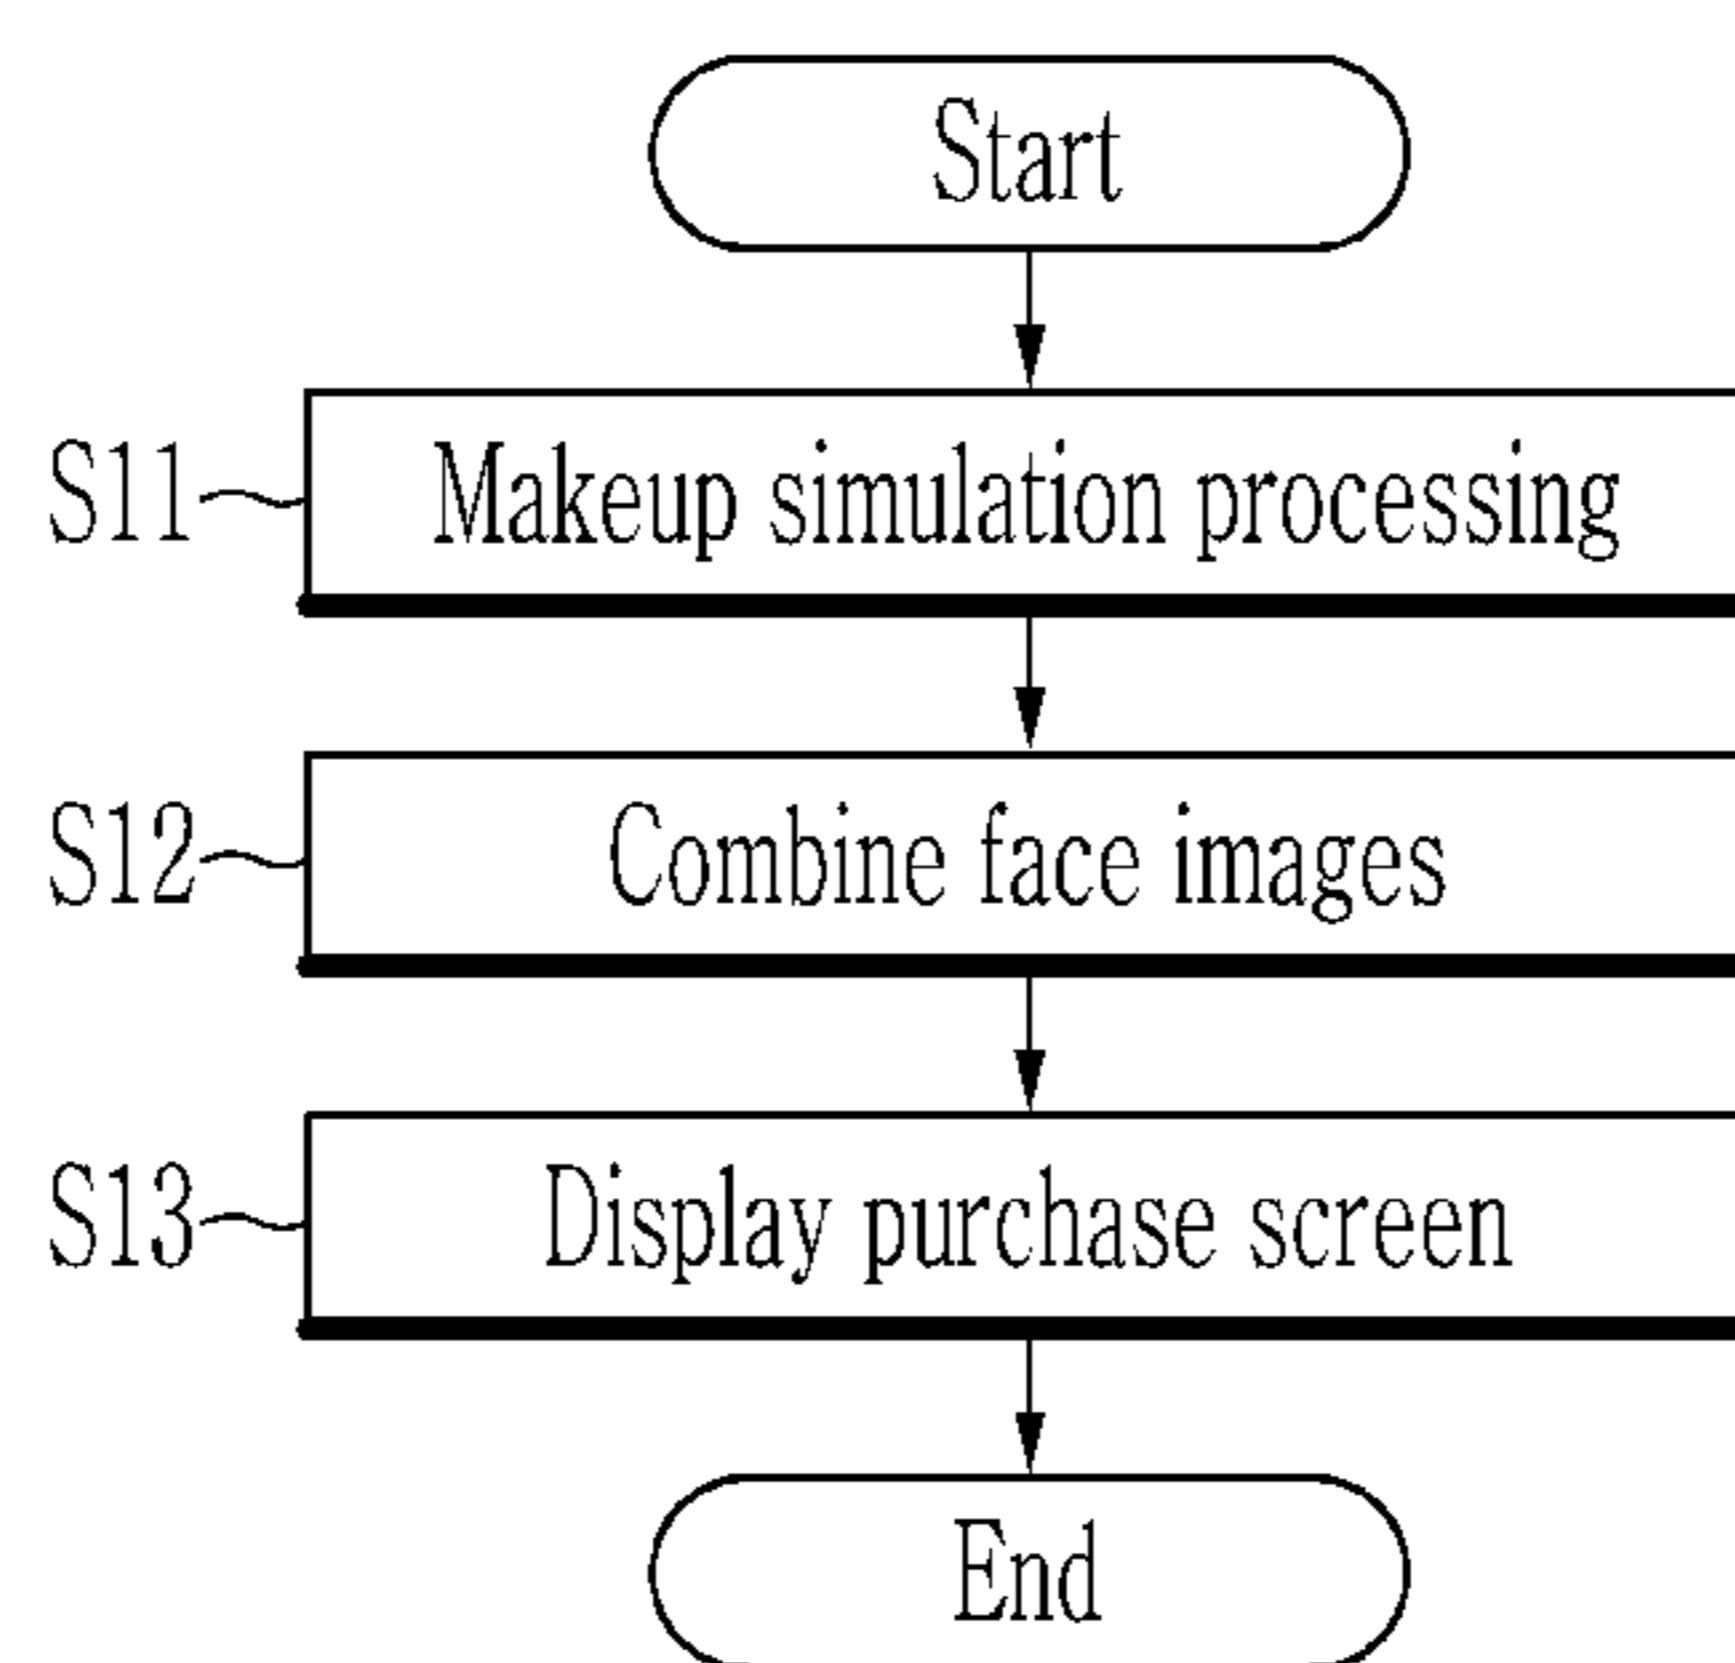 Start
S11 Makeup simulation processing
S12 Combine face images
S13 Display purchase screen
End